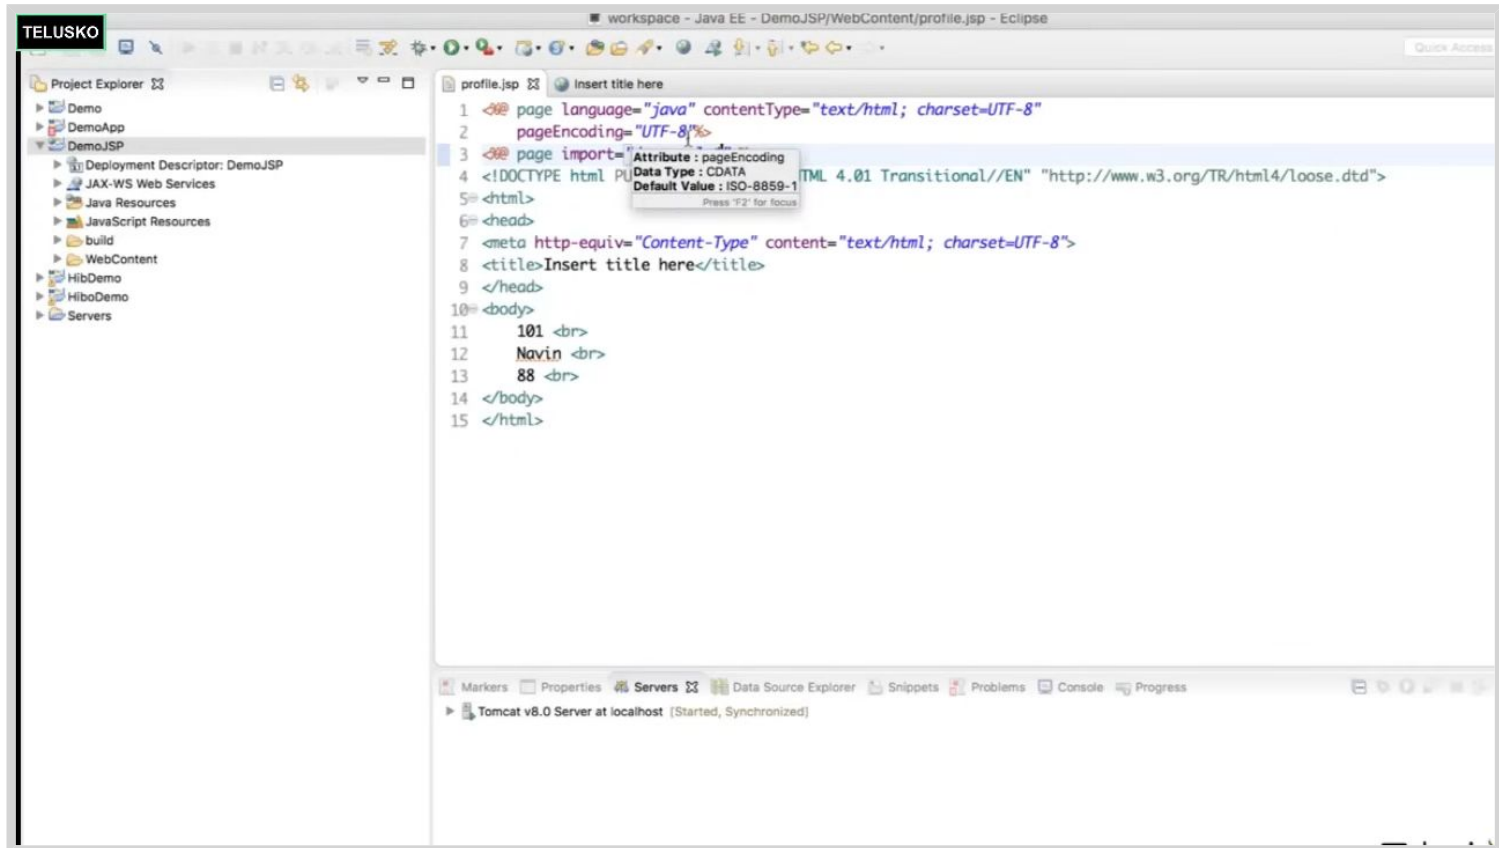 workspace - Java EE - DemoJSP/WebContent/profile.jsp - Eclipse
TELUSKO
Quick Access
Project Explorer
Demo
DemoApp
DemoJSP
Deployment Descriptor: DemoJSP
JAX-WS Web Services
Java Resources
JavaScript Resources
build
WebContent
HibDemo
HiboDemo
Servers
profile.jsp
Insert title here
1 <%@ page language="java" contentType="text/html; charset=UTF-8"
2 pageEncoding="UTF-8"%>
3 <%@ page import="
4 <!DOCTYPE html PU TML 4.01 Transitional//EN" "http://www.w3.org/TR/html4/loose.dtd">
5 <html>
6 <head>
7 <meta http-equiv="Content-Type" content="text/html; charset=UTF-8">
8 <title>Insert title here</title>
9 </head>
10 <body>
11 101 <br>
12 Navin <br>
13 88 <br>
14 </body>
15 </html>
Attribute : pageEncoding
Data Type : CDATA
Default Value : ISO-8859-1
Press 'F2' for focus
Markers Properties Servers Data Source Explorer Snippets Problems Console Progress
Tomcat v8.0 Server at localhost [Started, Synchronized]